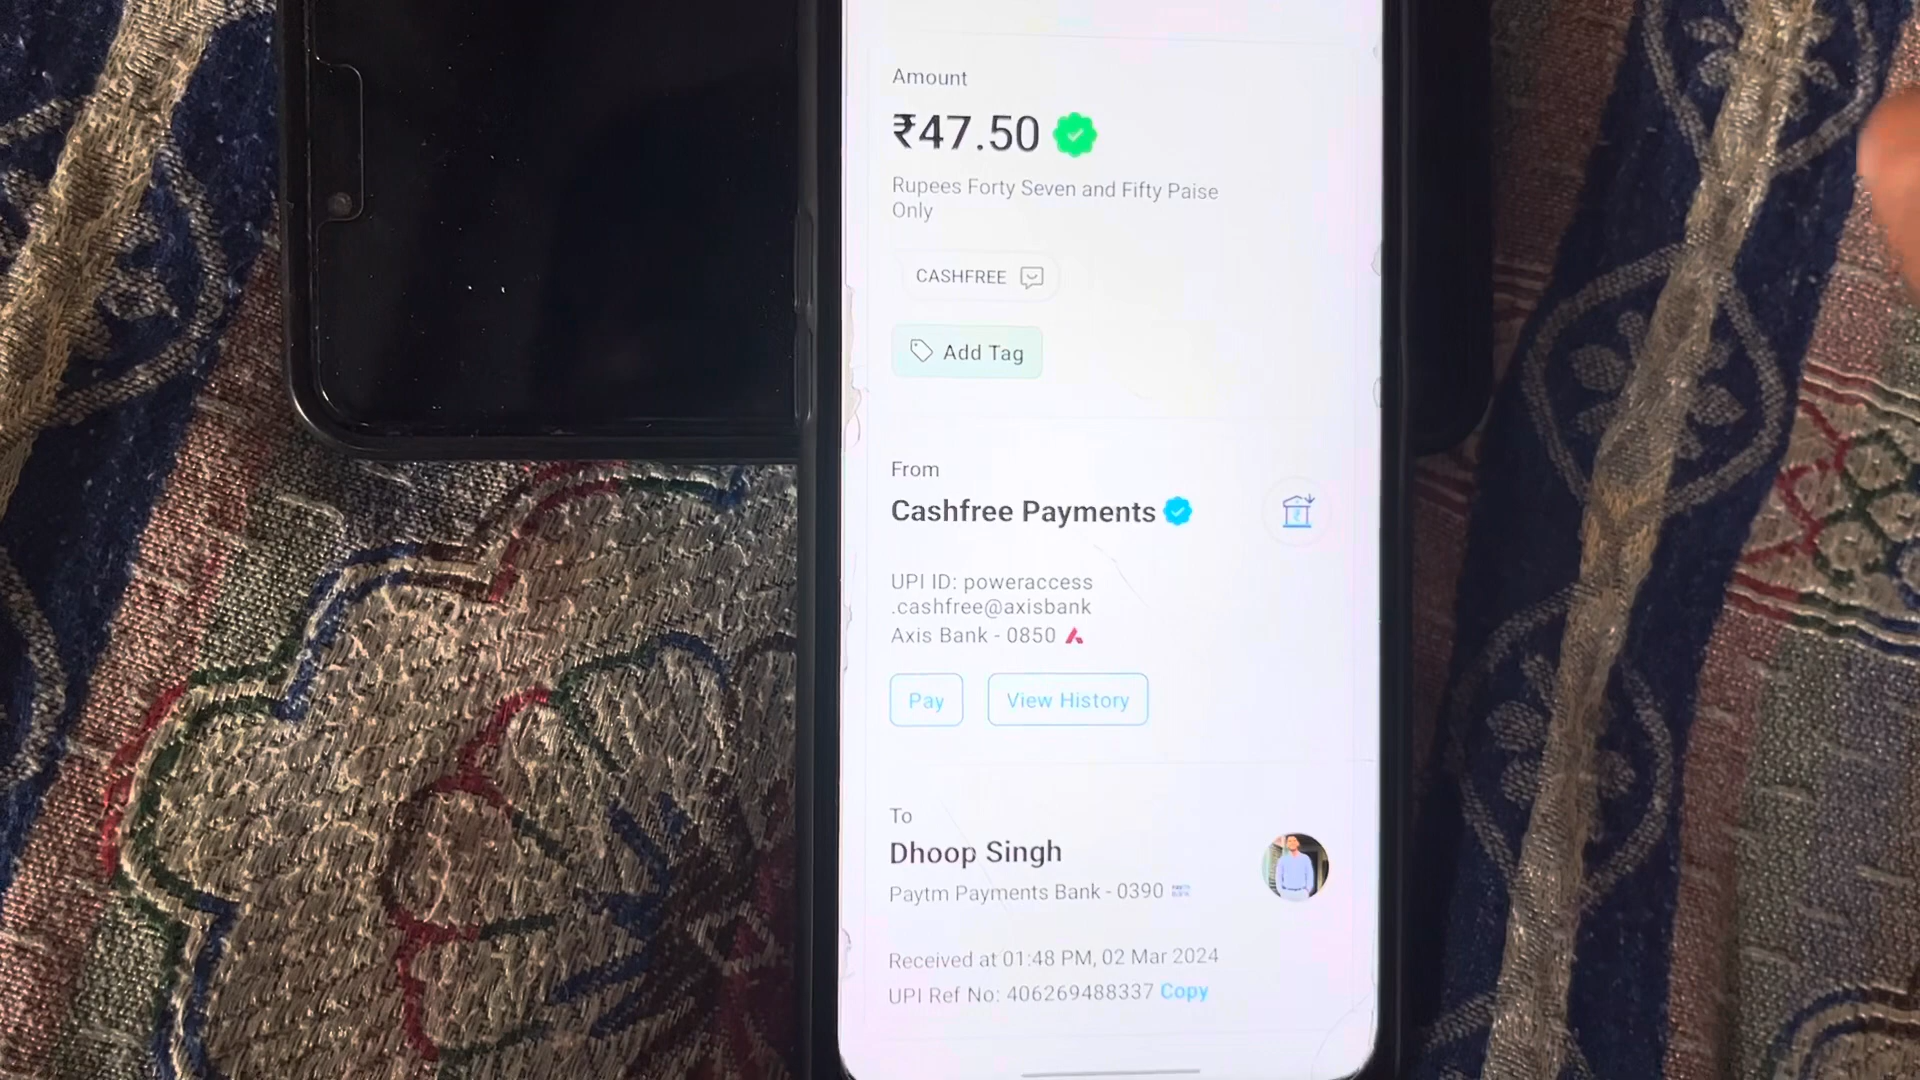 Amount
₹47.50
Rupees Forty Seven and Fifty Paise
Only
CASHFREE
Add Tag
From
Cashfree Payments
UPI ID: poweraccess
.cashfree@axisbank
Axis Bank - 0850
Pay
View History
To
Dhoop Singh
Paytm Payments Bank - 0390
Received at 01:48 PM, 02 Mar 2024
UPI Ref No: 406269488337 Copy